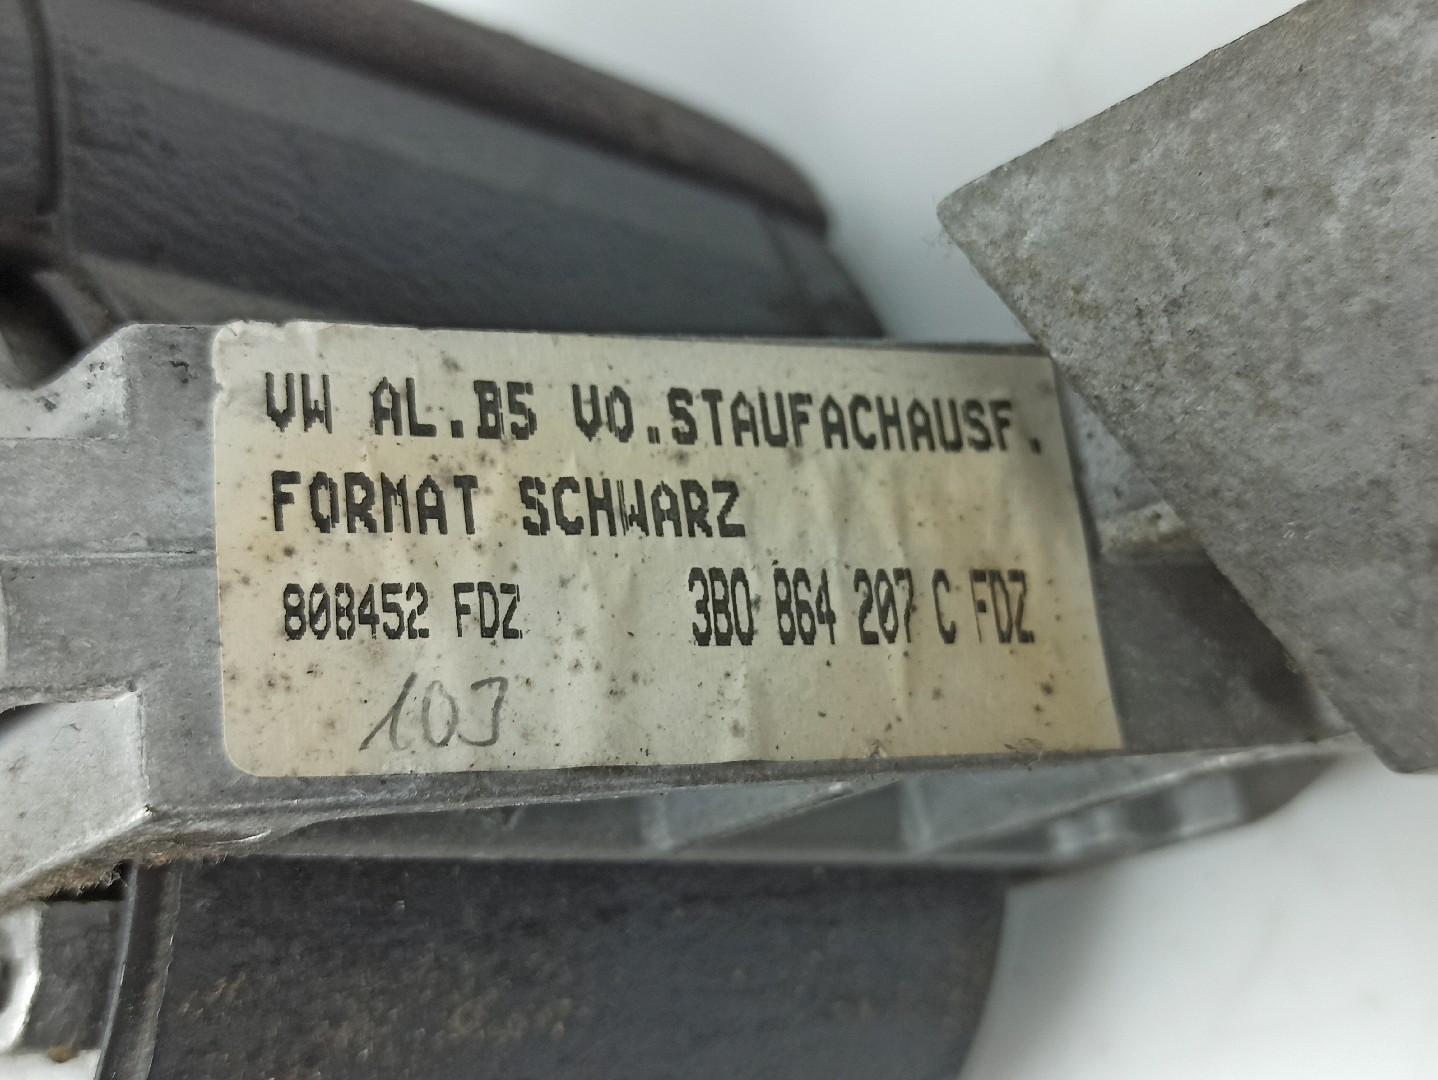 VW AL.B5 VO.STAUFACHAUSF.
FORMAT SCHWARZ
808452 FDZ 3B0 864 207 C FDZ
103